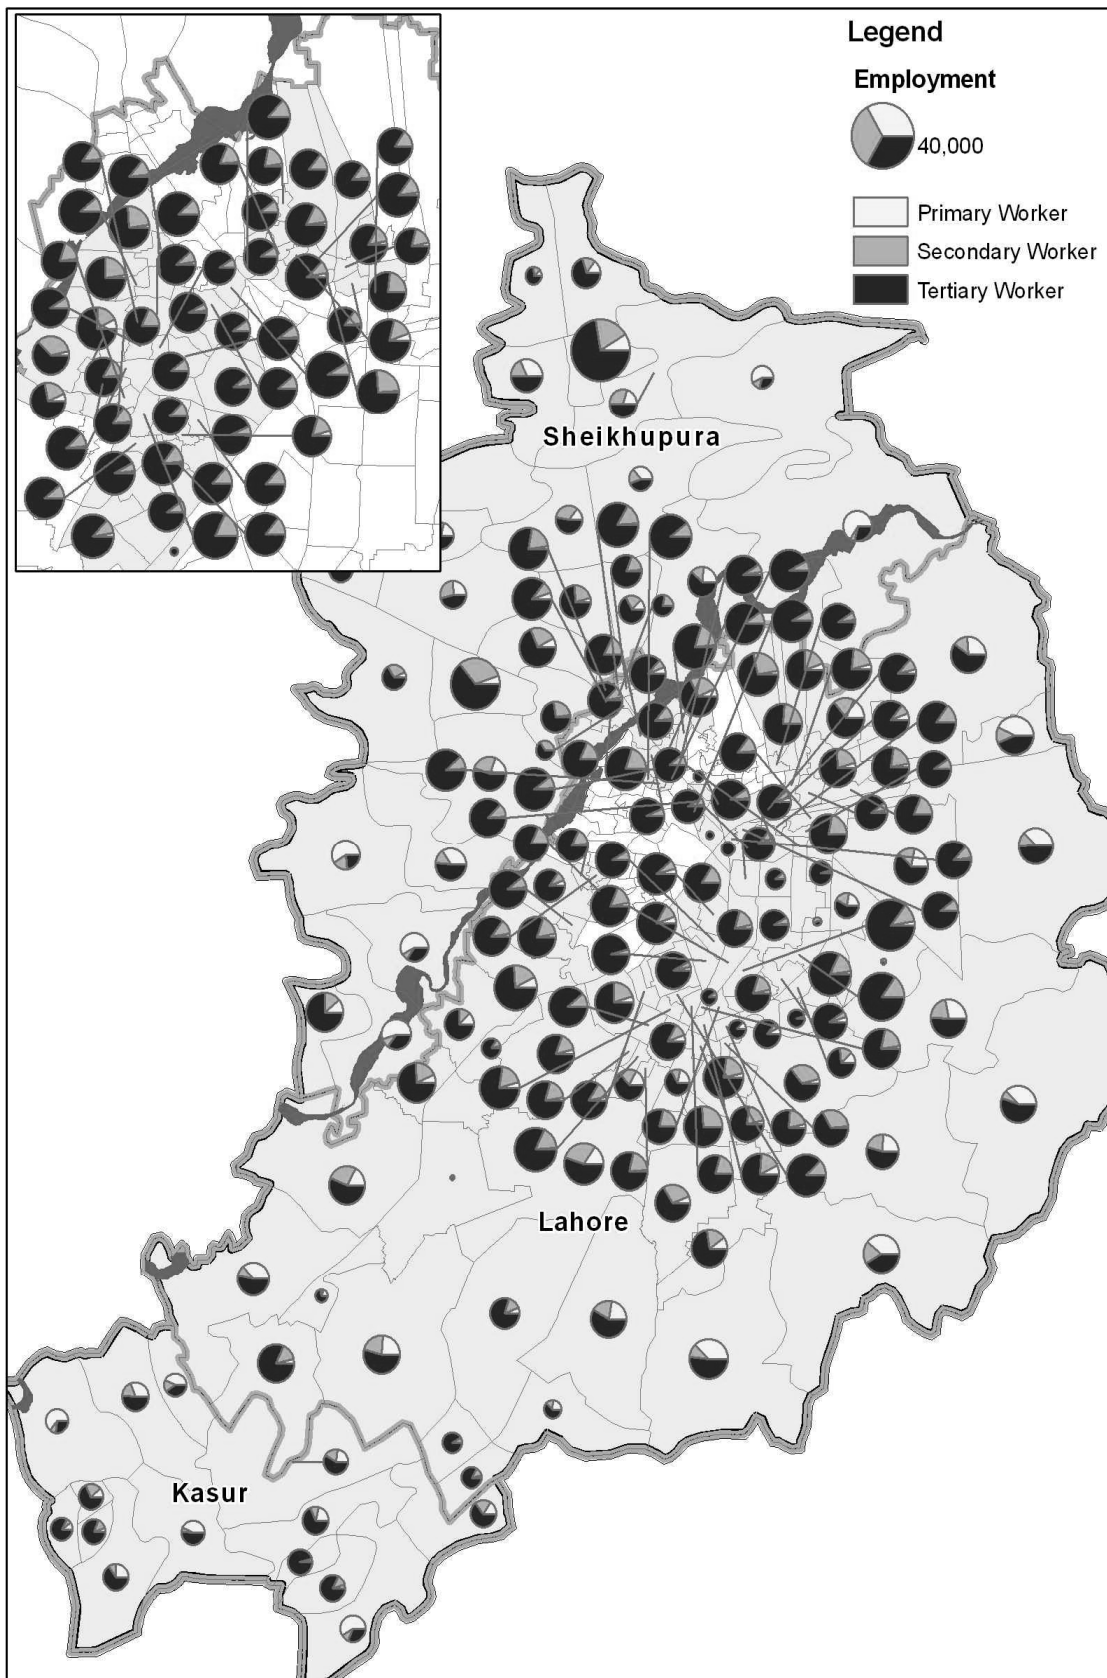 Legend
Employment
40,000
Primary Worker
Secondary Worker
Tertiary Worker
Sheikhupura
Lahore
Kasur